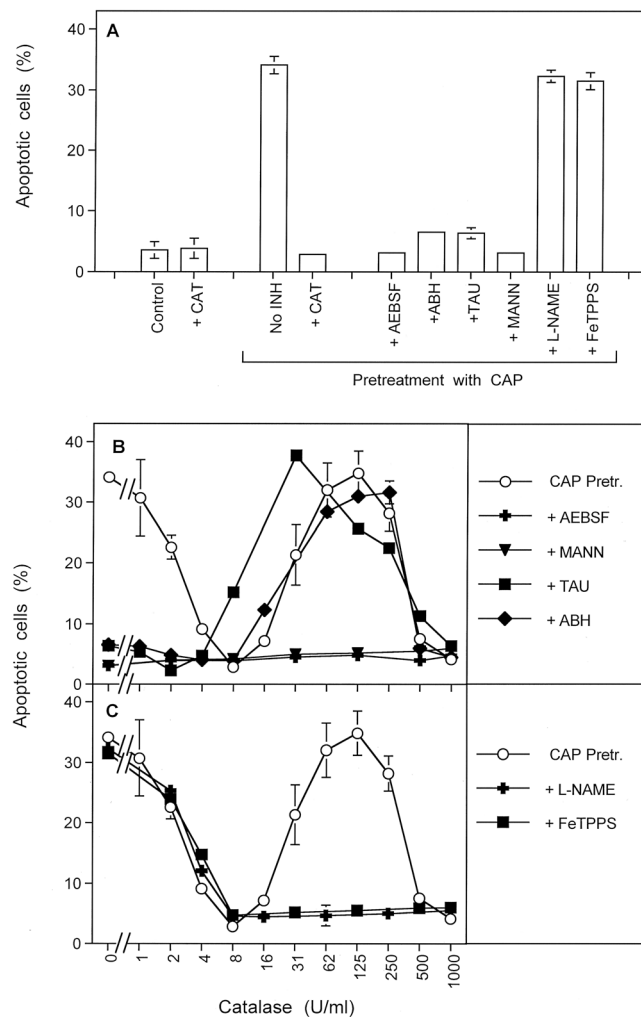 A
Apoptotic cells (%)
40
30
20
10
0
Control
+ CAT
No INH
+ CAT
+ AEBSF
+ABH
+TAU
+ MANN
+ L-NAME
+ FeTPPS
Pretreatment with CAP
B
Apoptotic cells (%)
40
30
20
10
0
CAP Pretr.
+ AEBSF
+ MANN
+ TAU
+ ABH
C
40
30
20
10
0
CAP Pretr.
+ L-NAME
+ FeTPPS
0
1
2
4
8
16
31
62
125
250
500
1000
Catalase (U/ml)